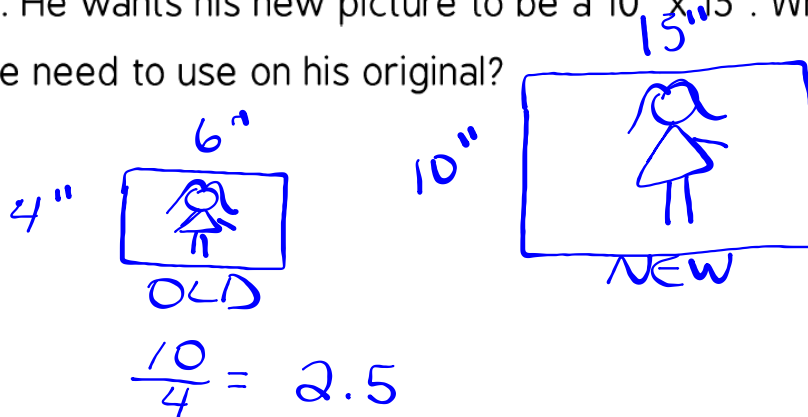 . He wants his new picture to be a 10" x 15". W
e need to use on his original?
15"
6"
10"
4"
NEW
OLD
10/4 = 2.5